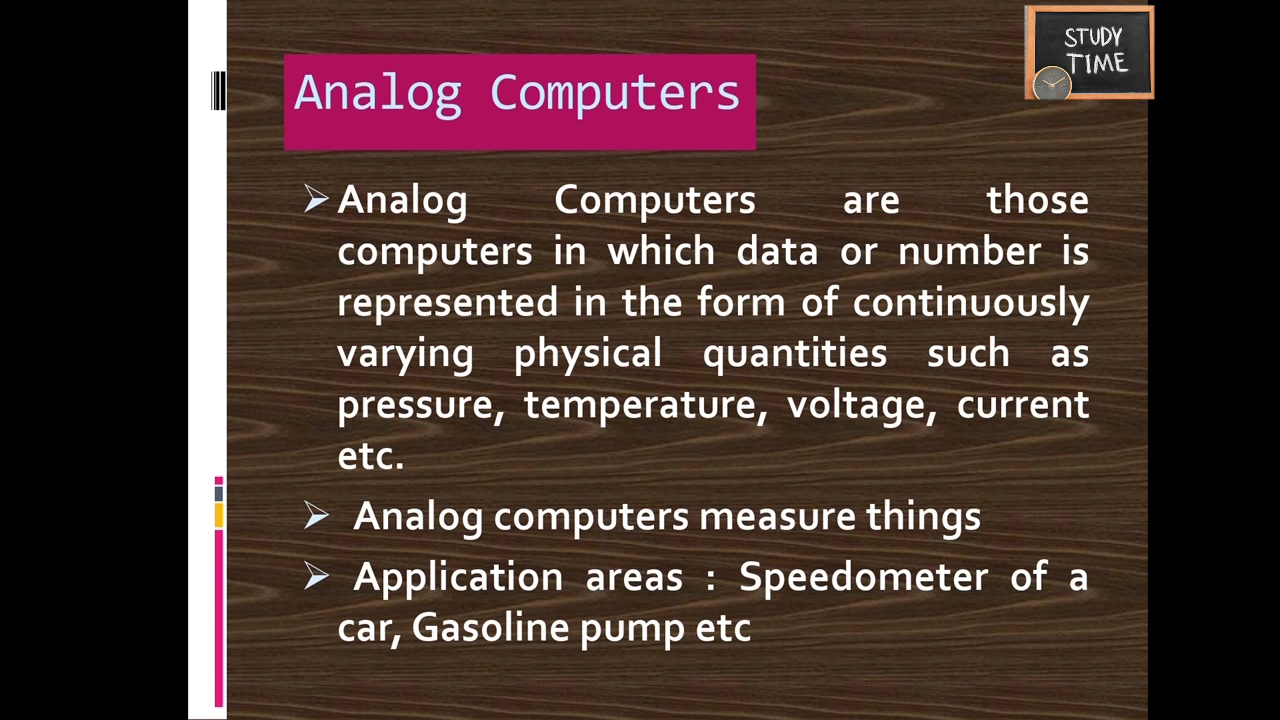 STUDY
TIME
Analog Computers
➢ Analog Computers are those
computers in which data or number is
represented in the form of continuously
varying physical quantities such as
pressure, temperature, voltage, current
etc.
➢ Analog computers measure things
➢ Application areas : Speedometer of a
car, Gasoline pump etc